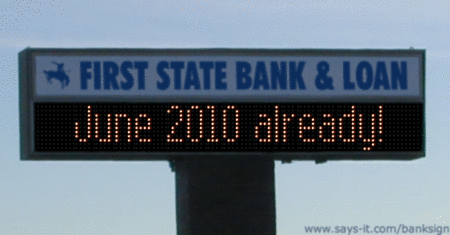 FIRST STATE BANK & LOAN
June 2010 already!
www.says-it.com/banksign